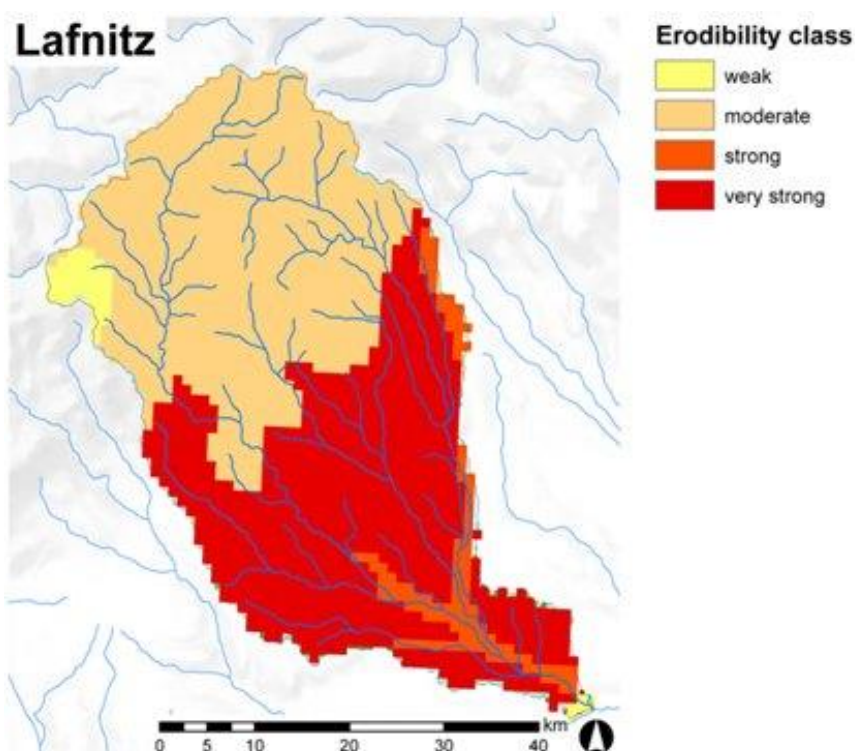 Lafnitz
Erodibility class
weak
moderate
strong
very strong
km
0 5 10 20 30 40